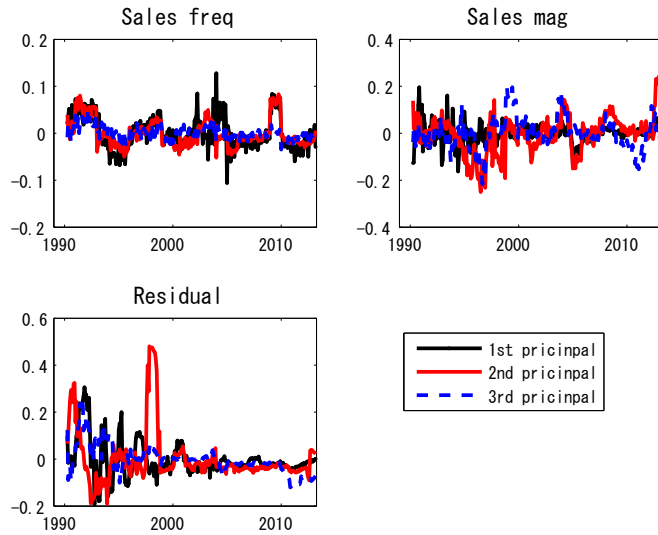 Sales freq
0.2
0.1
0
-0.1
-0.2
1990 2000 2010
Sales mag
0.4
0.2
0
-0.2
-0.4
1990 2000 2010
Residual
0.6
0.4
0.2
0
-0.2
1990 2000 2010
1st pricinpal
2nd pricinpal
3rd pricinpal